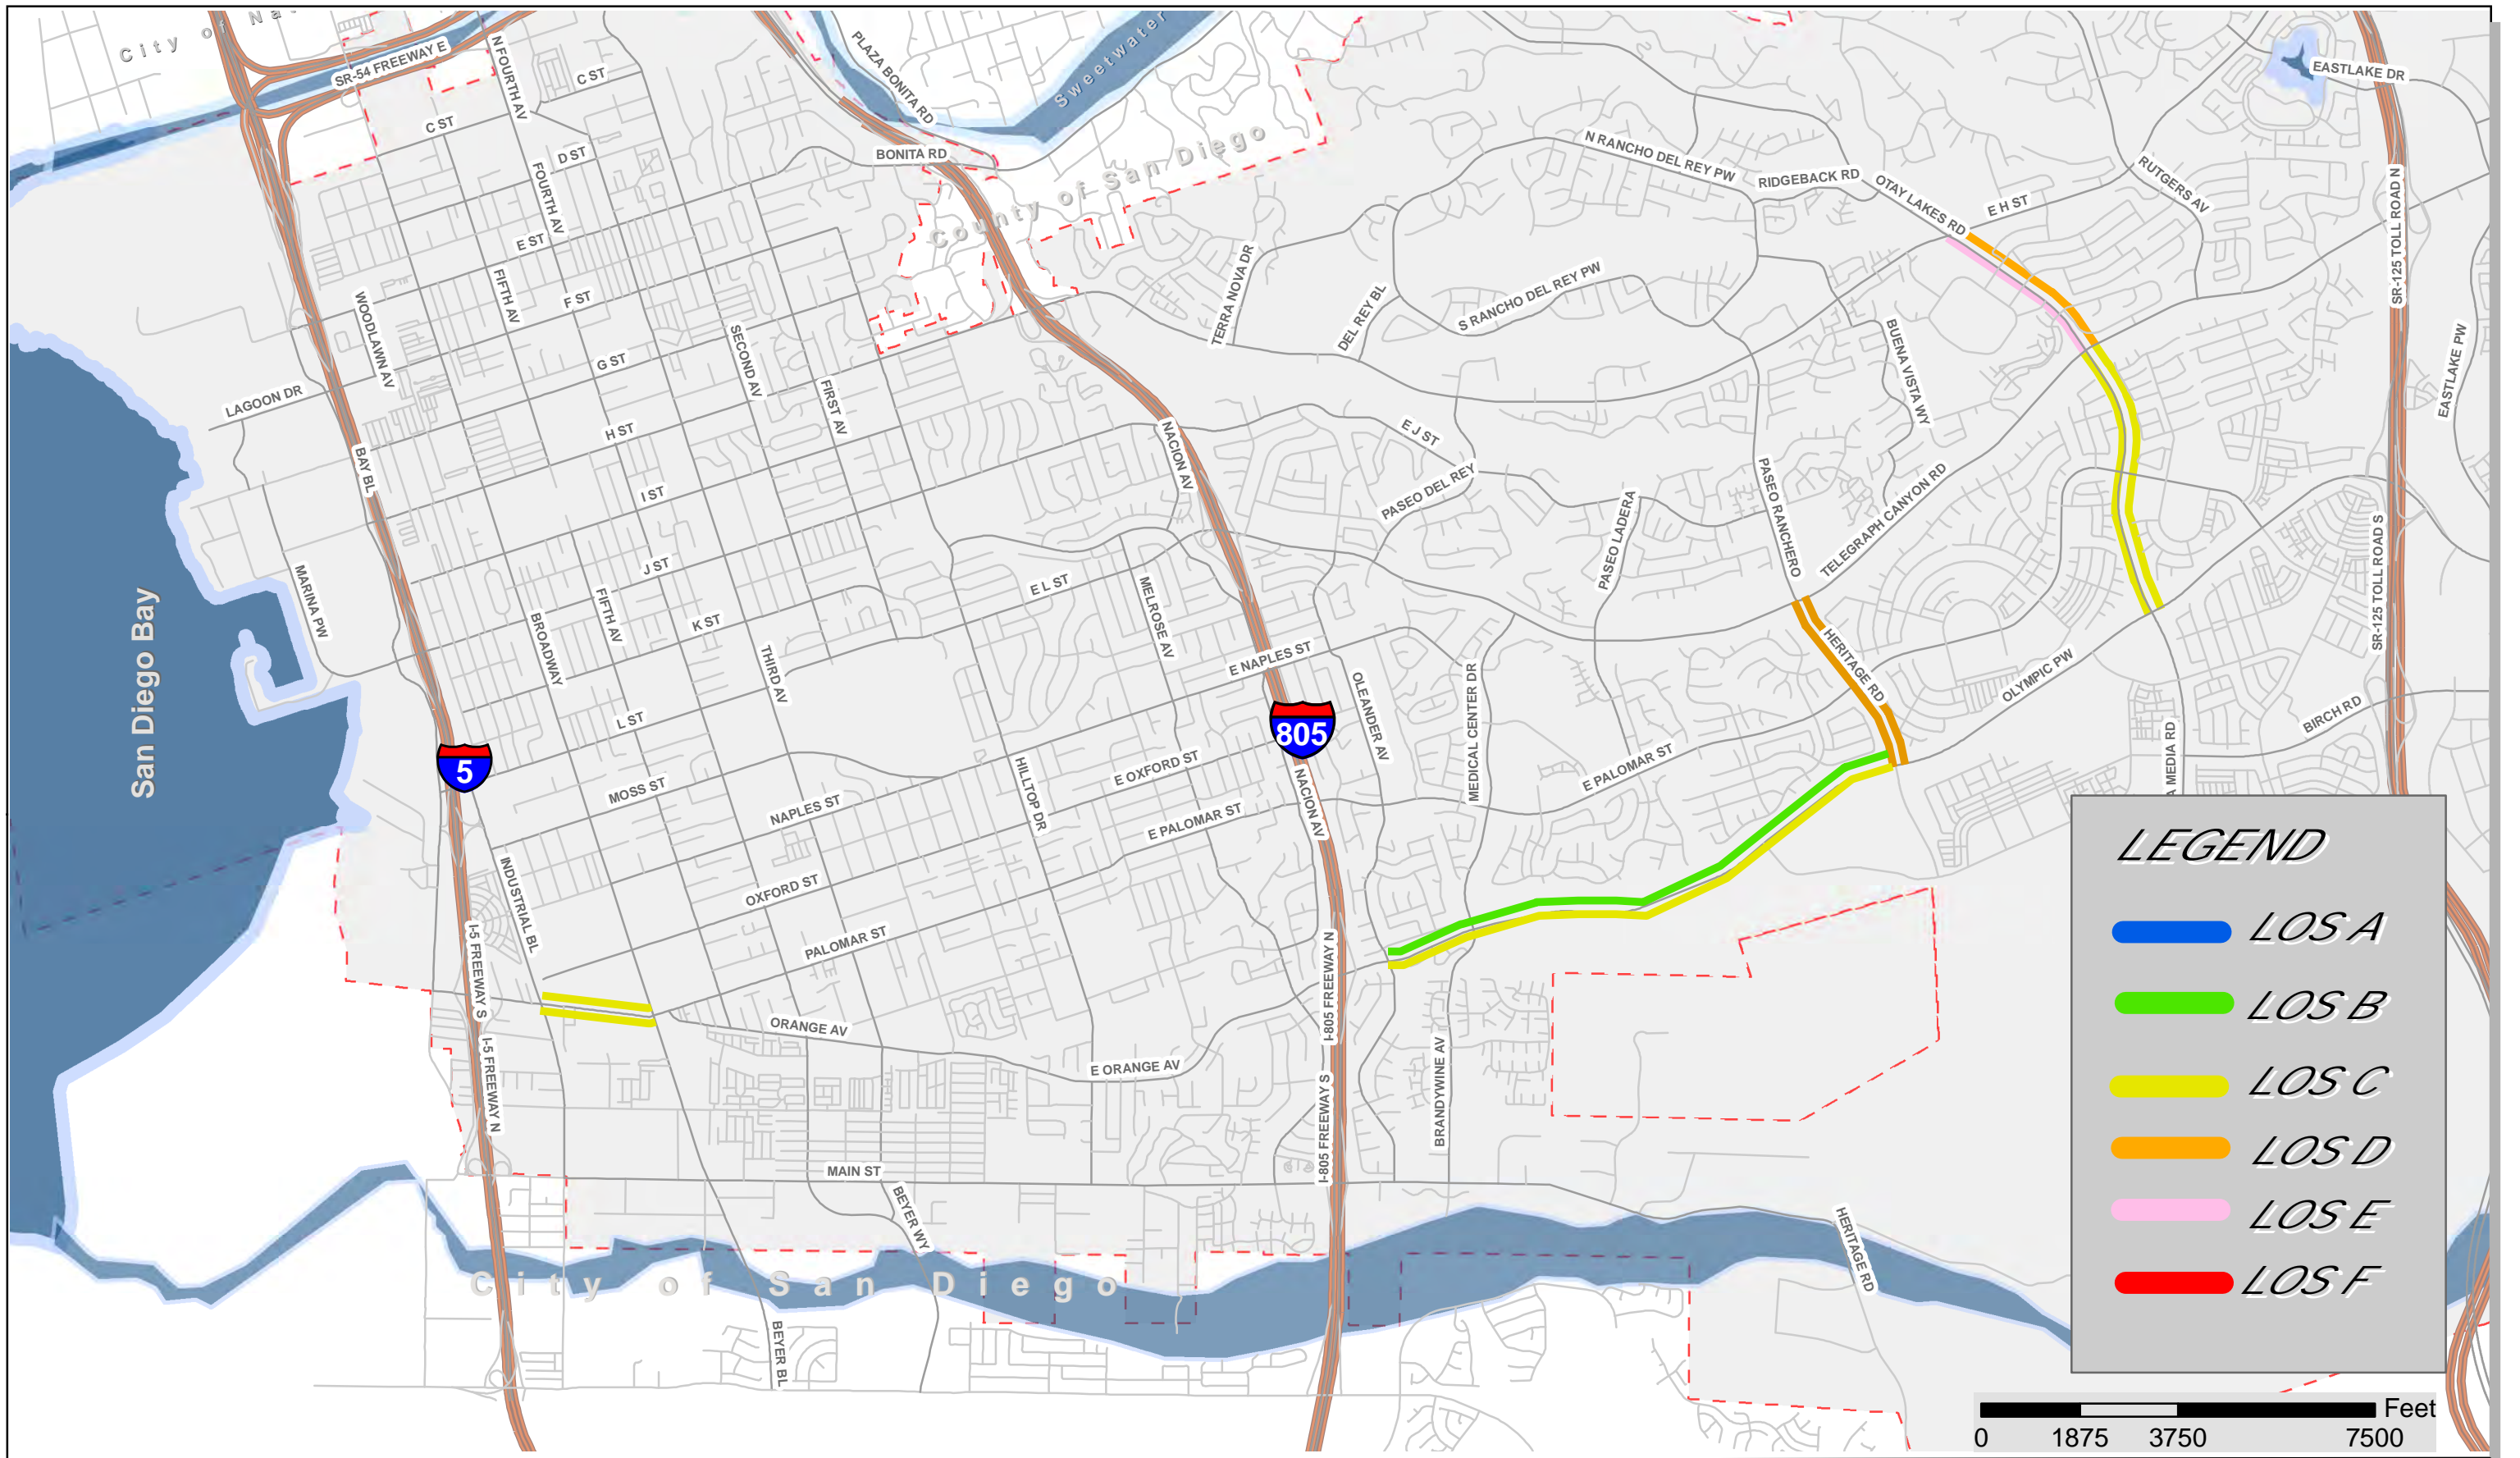 City of Na
SR-54 FREEWAY E
N FOURTH AV
C ST
PLAZA BONITA RD
Sweetwater
EASTLAKE DR
C ST
D ST
BONITA RD
County of San Diego
N RANCHO DEL REY PW
RIDGEBACK RD
OTAY LAKES RD
E H ST
RUTGERS AV
SR-125 TOLL ROAD N
FOURTH AV
E ST
FIFTH AV
F ST
WOODLAWN AV
G ST
SECOND AV
FIRST AV
TERRA NOVA DR
DEL REY BL
S RANCHO DEL REY PW
BUENA VISTA WY
EASTLAKE PW
LAGOON DR
H ST
BAY BL
NACION AV
E J ST
PASEO DEL REY
PASEO RANCHERO
TELEGRAPH CANYON RD
I ST
PASEO LADERA
SR-125 TOLL ROAD S
MARINA PW
J ST
FIFTH AV
K ST
E L ST
MELROSE AV
San Diego Bay
BROADWAY
THIRD AV
E NAPLES ST
OLEANDER AV
MEDICAL CENTER DR
HERITAGE RD
OLYMPIC PW
BIRCH RD
A MEDIA RD
L ST
5
805
MOSS ST
NAPLES ST
HILLTOP DR
E OXFORD ST
E PALOMAR ST
NACION AV
E PALOMAR ST
INDUSTRIAL BL
OXFORD ST
PALOMAR ST
I-5 FREEWAY S
I-805 FREEWAY N
ORANGE AV
E ORANGE AV
I-5 FREEWAY N
I-805 FREEWAY S
BRANDYWINE AV
MAIN ST
BEYER WY
HERITAGE RD
City of San Diego
BEYER BL
LEGEND
LOS A
LOS B
LOS C
LOS D
LOS E
LOS F
Feet
0 1875 3750 7500